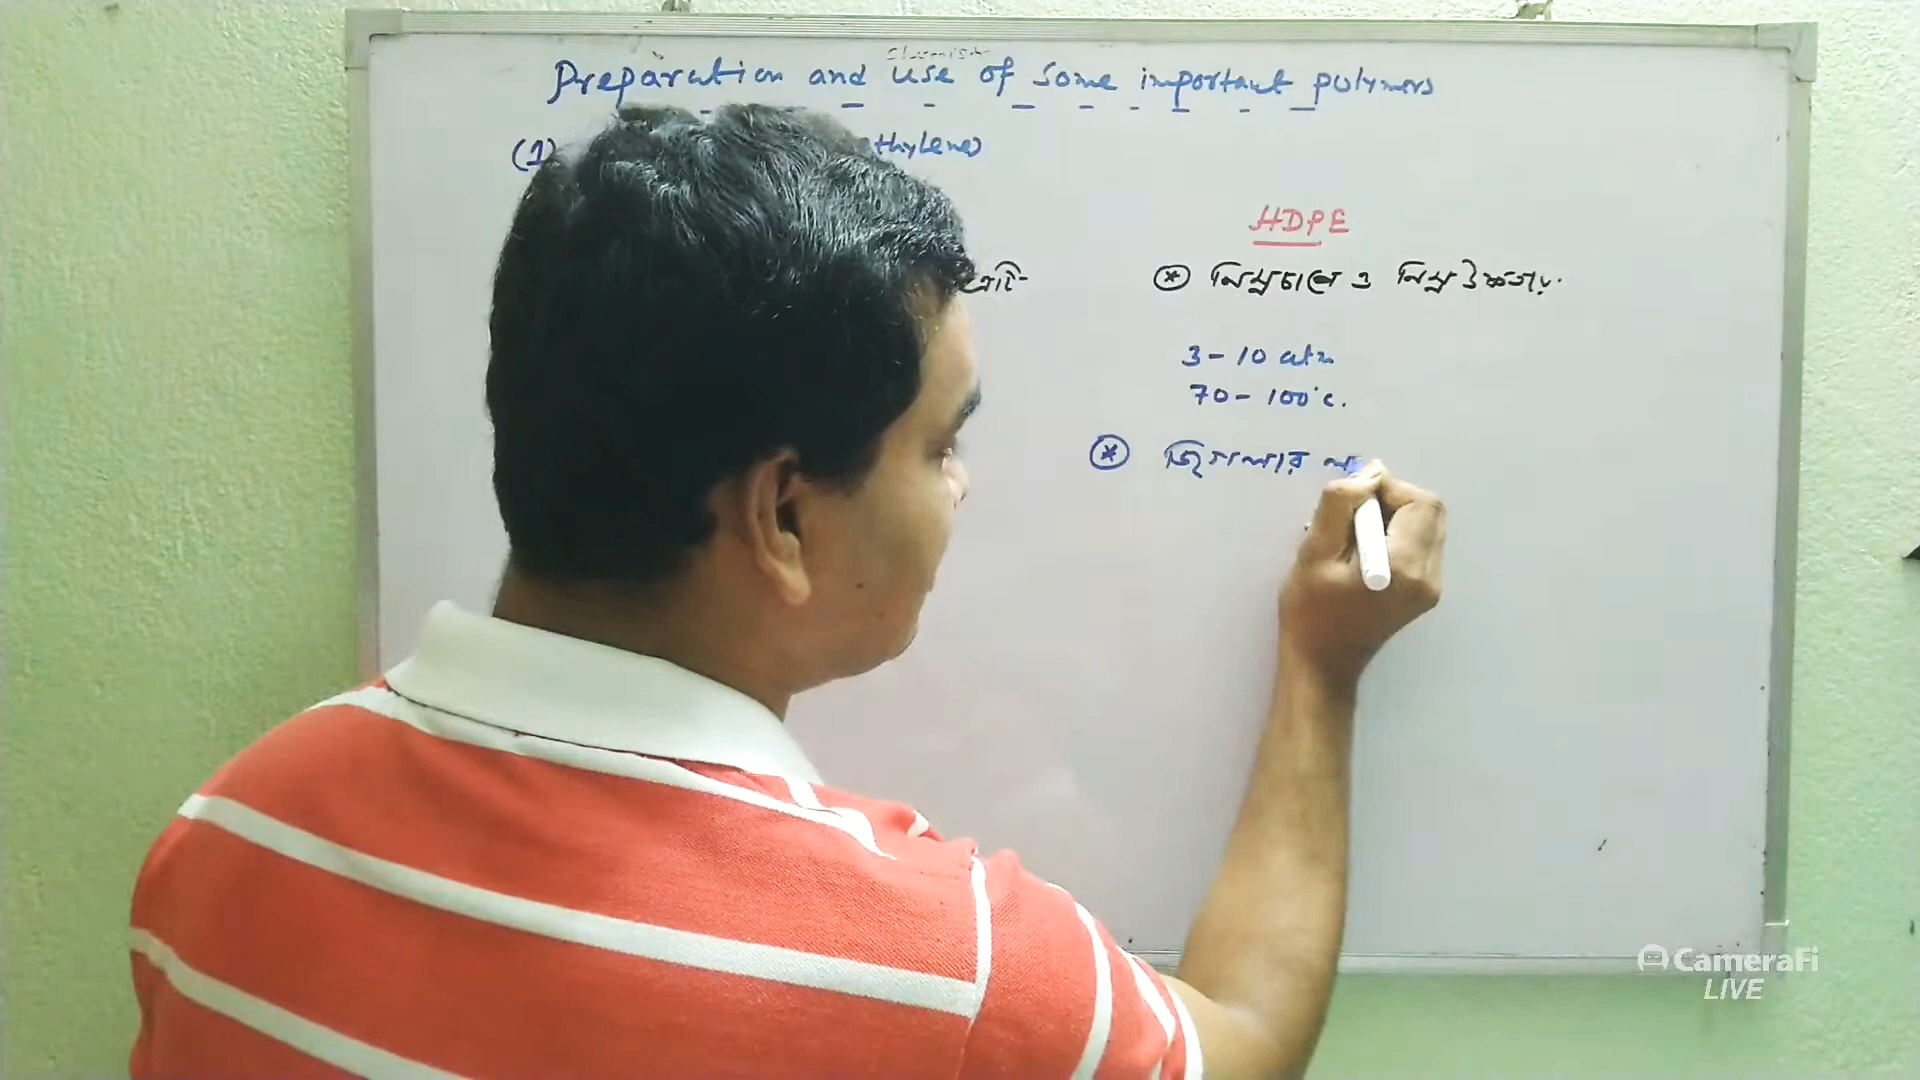 Preparation and use of some important polymers
(1) thylene)
HDPE
* নিম্নচাপে ও নিম্ন উষ্ণতায়
3 - 10 atm
70 - 100°c.
* জিগলার
CameraFi
LIVE